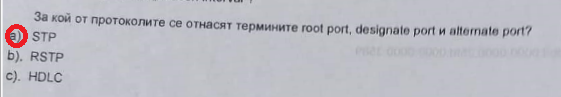 За кой от протоколите се отнасят термините root port, designate port и alternate port?
a). STP
b). RSTP
c). HDLC